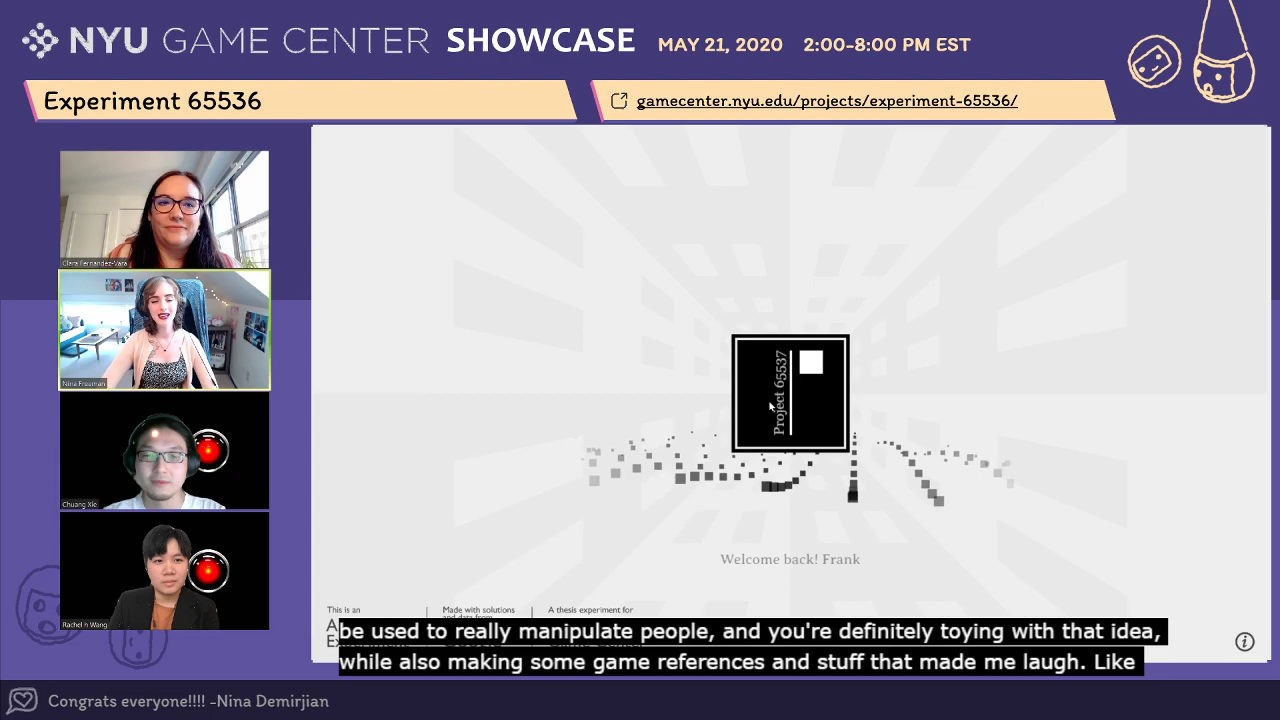 NYU GAME CENTER SHOWCASE MAY 21, 2020 2:00-8:00 PM EST
Experiment 65536
gamecenter.nyu.edu/projects/experiment-65536/
Clara Fernandez-Vara
Nina Freeman
Chuang Xie
Rachel h Wang
Project 65537
Welcome back! Frank
This is an
Made with solutions
A thesis experiment for
be used to really manipulate people, and you're definitely toying with that idea,
while also making some game references and stuff that made me laugh. Like
Congrats everyone!!!! -Nina Demirjian